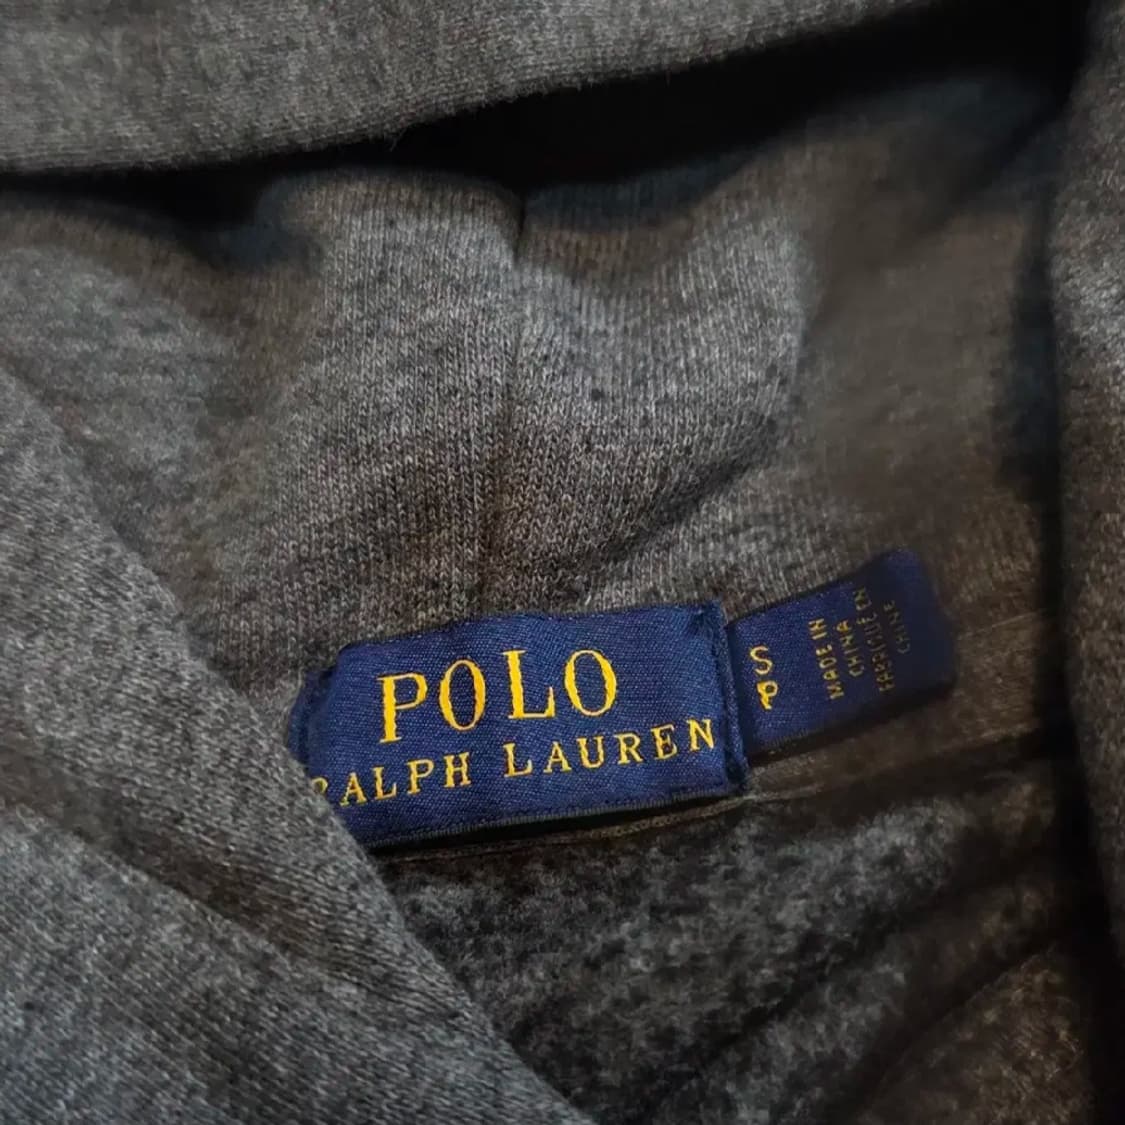 POLO
RALPH LAUREN
S
P
MADE IN
CHINA
FABRIQUÉ EN
CHINE